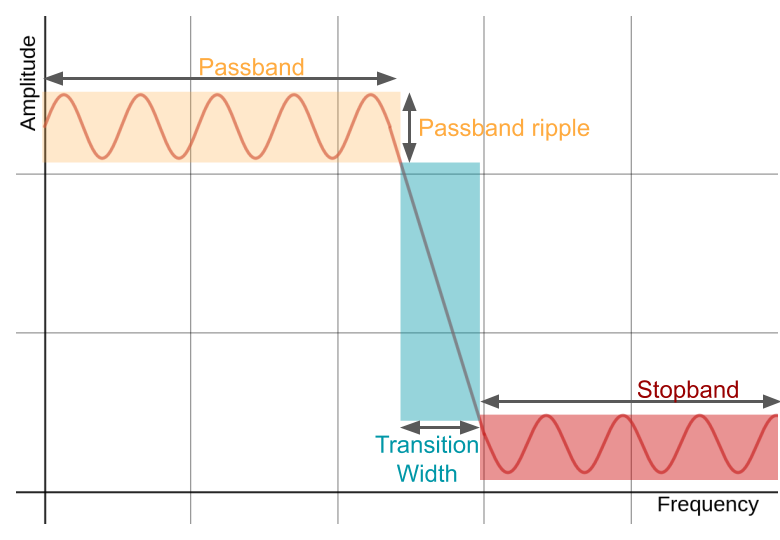 Amplitude
Passband
Passband ripple
Stopband
Transition
Width
Frequency